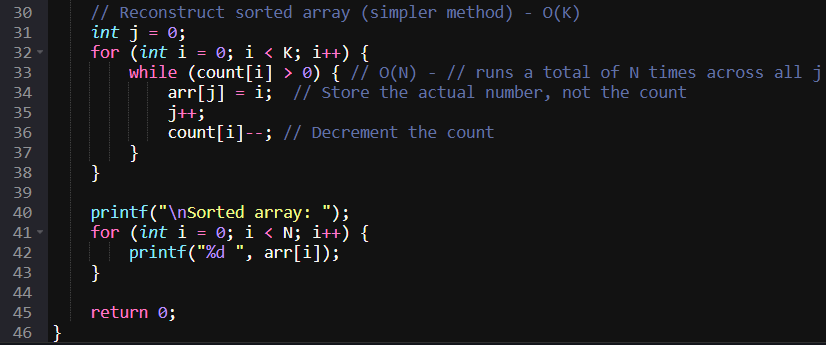 30 // Reconstruct sorted array (simpler method) - O(K)
31 int j = 0;
32 for (int i = 0; i < K; i++) {
33 while (count[i] > 0) { // O(N) - // runs a total of N times across all j
34 arr[j] = i; // Store the actual number, not the count
35 j++;
36 count[i]--; // Decrement the count
37 }
38 }
39
40 printf("\nSorted array: ");
41 for (int i = 0; i < N; i++) {
42 printf("%d ", arr[i]);
43 }
44
45 return 0;
46 }